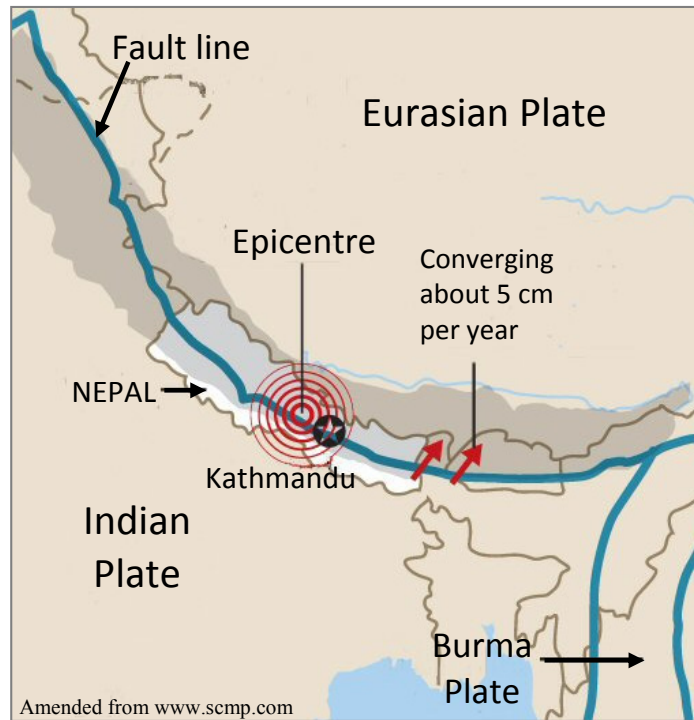 Fault line
Eurasian Plate
Epicentre
Converging
about 5 cm
per year
NEPAL
Kathmandu
Indian
Plate
Burma
Plate
Amended from www.scmp.com